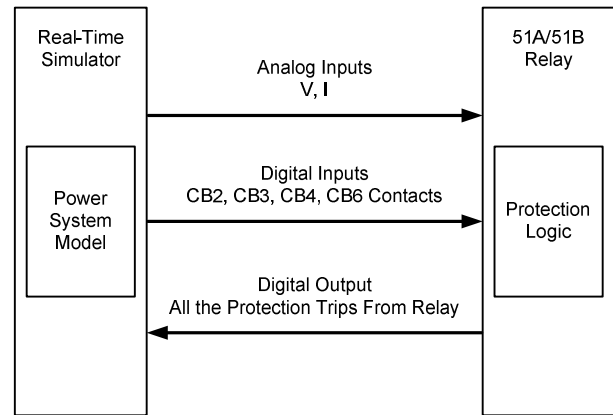 Real-Time
Simulator
Power
System
Model
Analog Inputs
V, I
Digital Inputs
CB2, CB3, CB4, CB6 Contacts
Digital Output
All the Protection Trips From Relay
51A/51B
Relay
Protection
Logic